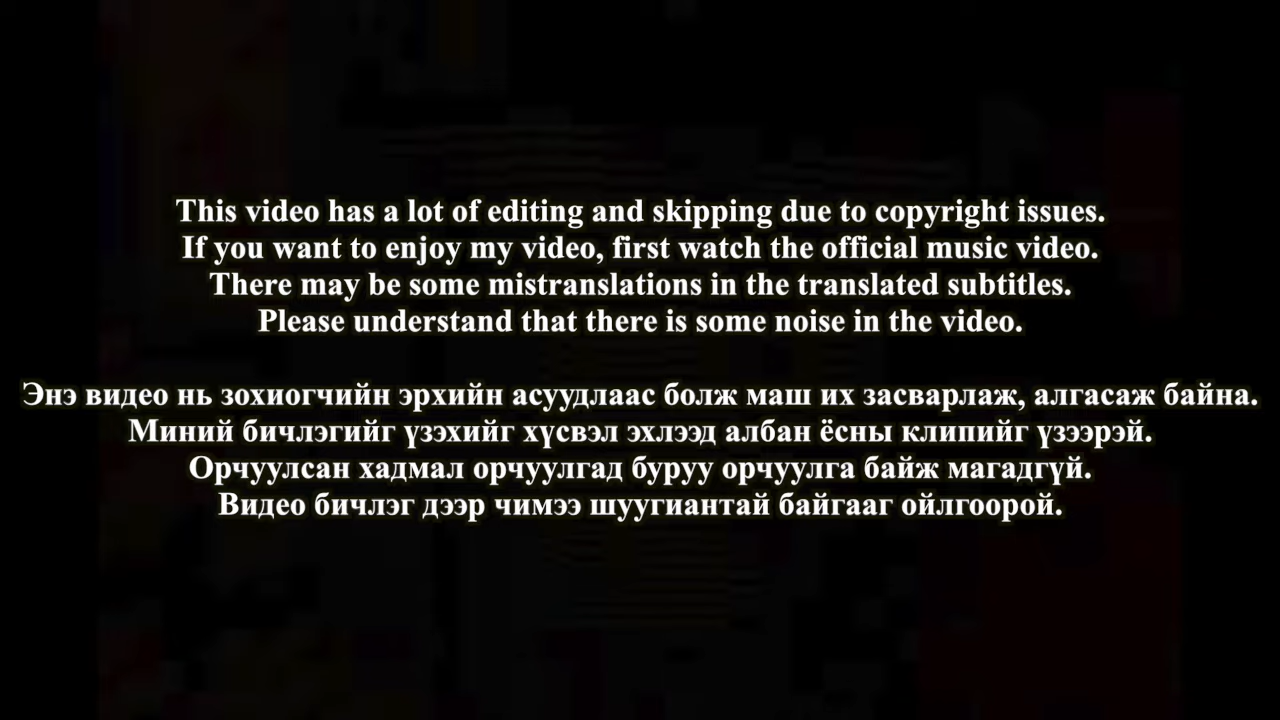 This video has a lot of editing and skipping due to copyright issues.
If you want to enjoy my video, first watch the official music video.
There may be some mistranslations in the translated subtitles.
Please understand that there is some noise in the video.
Энэ видео нь зохиогчийн эрхийн асуудлаас болж маш их засварлаж, алгасаж байна.
Миний бичлэгийг үзэхийг хүсвэл эхлээд албан ёсны клипийг үзээрэй.
Орчуулсан хадмал орчуулгад буруу орчуулга байж магадгүй.
Видео бичлэг дээр чимээ шуугиантай байгааг ойлгоорой.